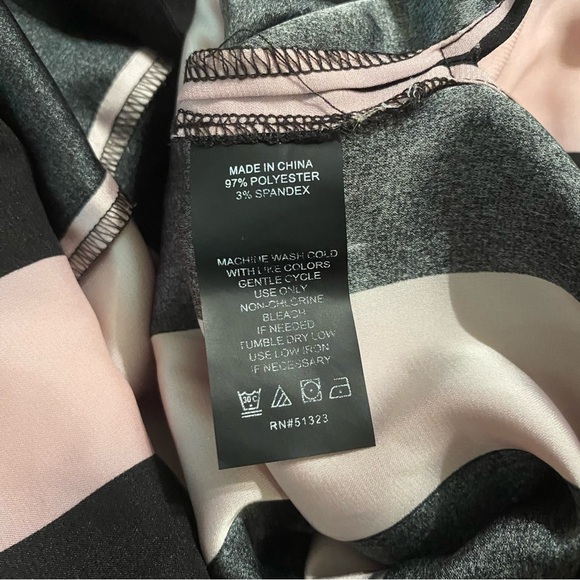 MADE IN CHINA
97% POLYESTER
3% SPANDEX
MACHINE WASH COLD
WITH LIKE COLORS
GENTLE CYCLE
USE ONLY
NON-CHLORINE
BLEACH
IF NEEDED
TUMBLE DRY LOW
USE LOW IRON
IF NECESSARY
30C
RN#51323